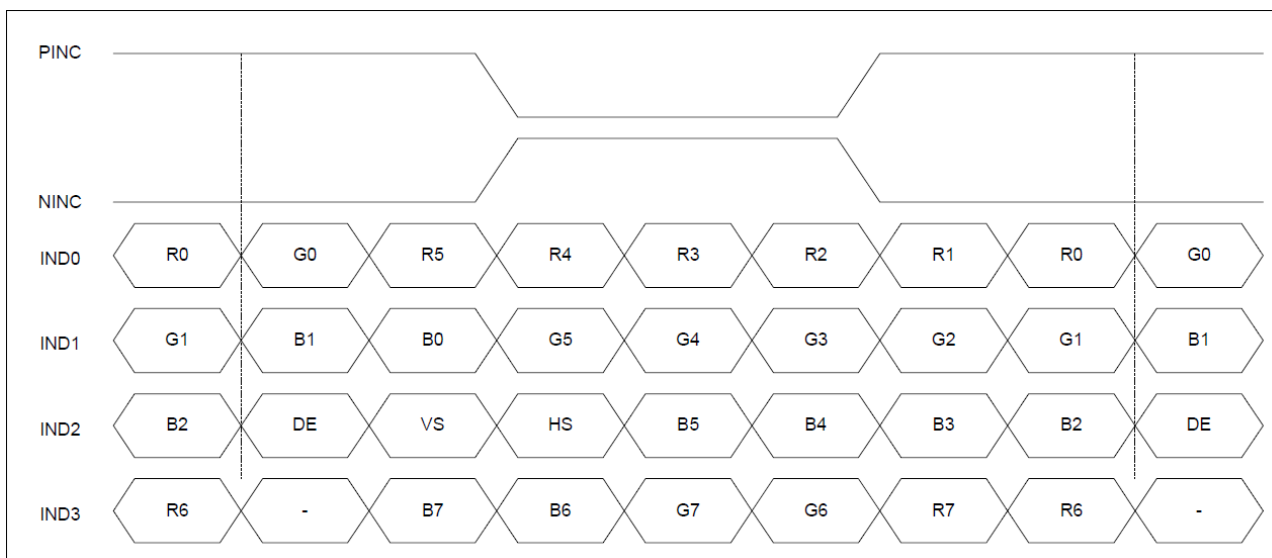 PINC
NINC
IND0 R0 G0 R5 R4 R3 R2 R1 R0 G0
IND1 G1 B1 B0 G5 G4 G3 G2 G1 B1
IND2 B2 DE VS HS B5 B4 B3 B2 DE
IND3 R6 - B7 B6 G7 G6 R7 R6 -